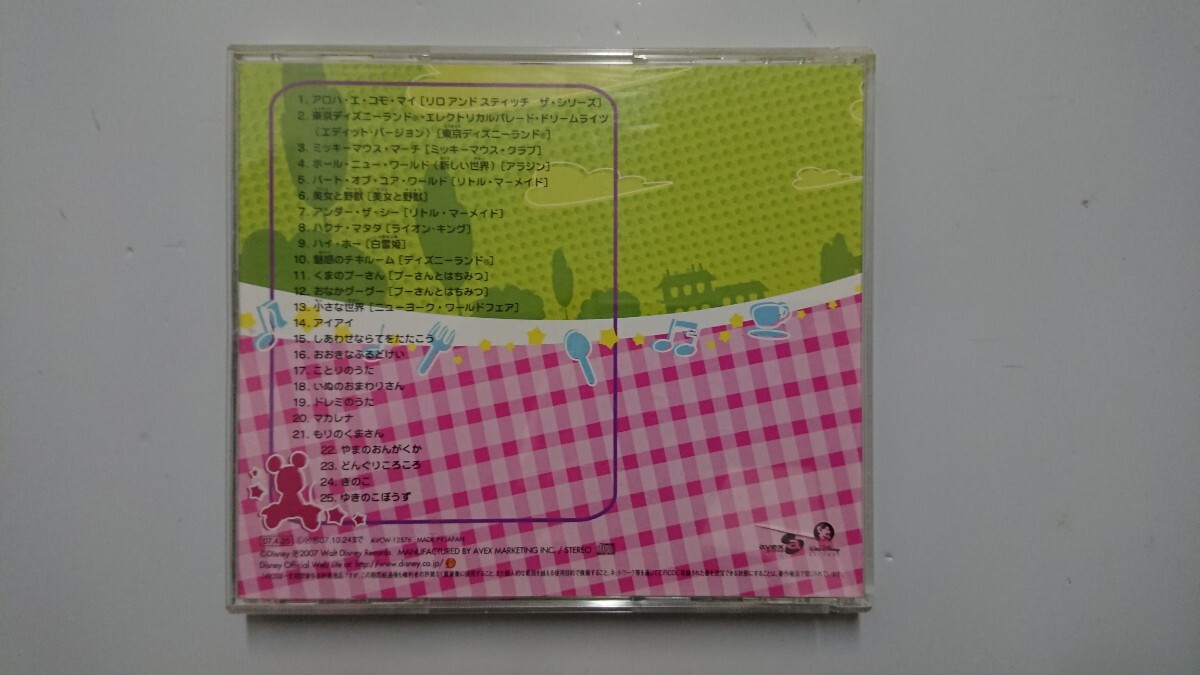 1. アロハ・エ・コモ・マイ [リロ アンド スティッチ ザ・シリーズ]
2. 東京ディズニーランド®・エレクトリカルパレード・ドリームライツ
(エディット・バージョン) [東京ディズニーランド®]
3. ミッキーマウス・マーチ [ミッキーマウス・クラブ]
4. ホール・ニュー・ワールド (新しい世界) [アラジン]
5. パート・オブ・ユア・ワールド [リトル・マーメイド]
6. 美女と野獣 [美女と野獣]
7. アンダー・ザ・シー [リトル・マーメイド]
8. ハクナ・マタタ [ライオン・キング]
9. ハイ・ホー [白雪姫]
10. 魅惑のチキルーム [ディズニーランド®]
11. くまのプーさん [プーさんとはちみつ]
12. おなかグーグー [プーさんとはちみつ]
13. 小さな世界 [ニューヨーク・ワールドフェア]
14. アイアイ
15. しあわせならてをたたこう
16. おおきなふるどけい
17. ことりのうた
18. いぬのおまわりさん
19. ドレミのうた
20. マカレナ
21. もりのくまさん
22. やまのおんがくか
23. どんぐりころころ
24. きのこ
25. ゆきのこぼうず
07.4.25 07.10.24まで AVCW-12576 MADE IN JAPAN
©Disney ℗2007 Walt Disney Records MANUFACTURED BY AVEX MARKETING INC. / STEREO
Disney Official Web site at http://www.disney.co.jp/
avex
Walt Disney